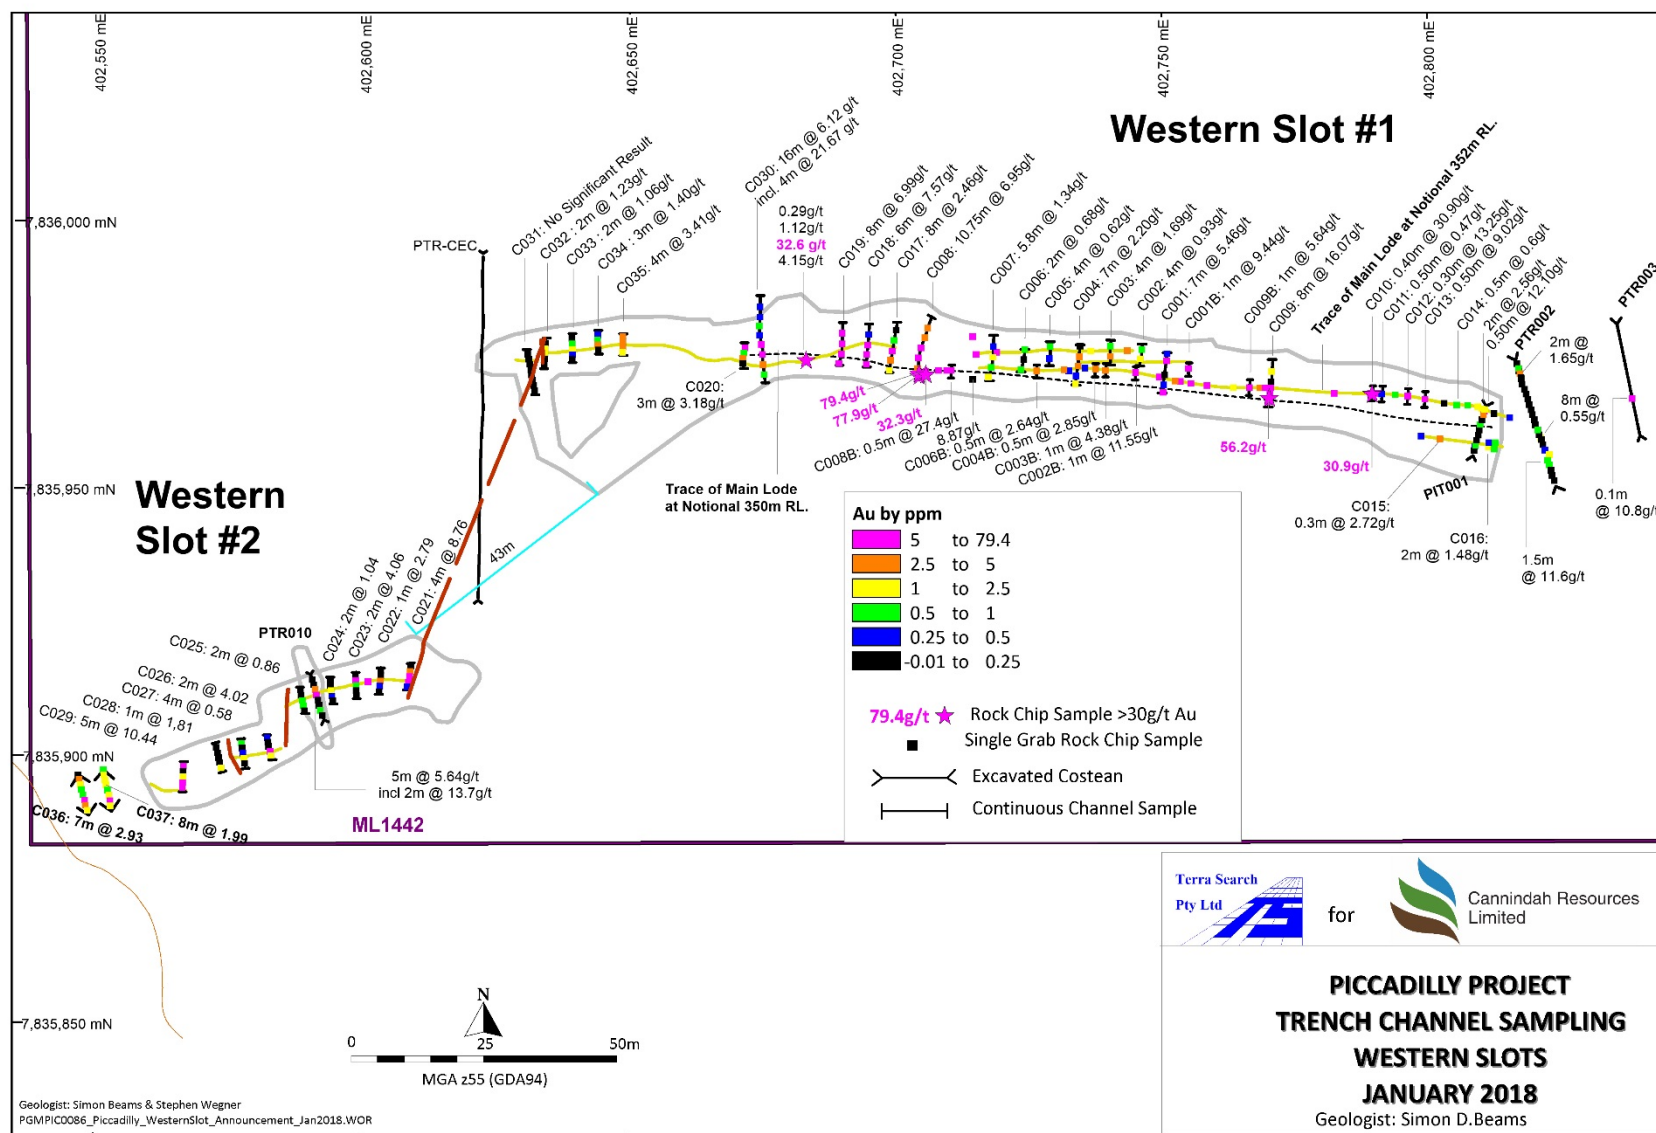 402,550 mE
402,600 mE
402,650 mE
402,700 mE
402,750 mE
402,800 mE
Western Slot #1
7,836,000 mN
7,835,950 mN
7,835,900 mN
7,835,850 mN
PTR-CEC
C031: No Significant Result
C032 : 2m @ 1.23g/t
C033 : 2m @ 1.06g/t
C034 : 3m @ 1.40g/t
C035: 4m @ 3.41g/t
C030: 16m @ 6.12 g/t
incl. 4m @ 21.67 g/t
0.29g/t
1.12g/t
32.6 g/t
4.15g/t
C019: 8m @ 6.99g/t
C018: 6m @ 7.57g/t
C017: 8m @ 2.46g/t
C008: 10.75m @ 6.95g/t
C007: 5.8m @ 1.34g/t
C006: 2m @ 0.68g/t
C005: 4m @ 0.62g/t
C004: 7m @ 2.20g/t
C003: 4m @ 1.69g/t
C002: 4m @ 0.93g/t
C001: 7m @ 5.46g/t
C001B: 1m @ 9.44g/t
C009B: 1m @ 5.64g/t
C009: 8m @ 16.07g/t
Trace of Main Lode at Notional 352m RL.
C010: 0.40m @ 30.90g/t
C011: 0.50m @ 0.47g/t
C012: 0.30m @ 13.25g/t
C013: 0.50m @ 9.02g/t
C014: 0.5m @ 0.6g/t
2m @ 2.56g/t
0.50m @ 12.10g/t
PTR002
PTR003
2m @
1.65g/t
8m @
0.55g/t
0.1m
@ 10.8g/t
1.5m
@ 11.6g/t
C020:
3m @ 3.18g/t
79.4g/t
77.9g/t
32.3g/t
C008B: 0.5m @ 27.4g/t
8.87g/t
C006B: 0.5m @ 2.64g/t
C004B: 0.5m @ 2.85g/t
C003B: 1m @ 4.38g/t
C002B: 1m @ 11.55g/t
56.2g/t
30.9g/t
PIT001
C015:
0.3m @ 2.72g/t
C016:
2m @ 1.48g/t
Trace of Main Lode
at Notional 350m RL.
Western
Slot #2
43m
C021: 4m @ 8.76
C022: 1m @ 2.79
C023: 2m @ 4.06
C024: 2m @ 1.04
PTR010
C025: 2m @ 0.86
C026: 2m @ 4.02
C027: 4m @ 0.58
C028: 1m @ 1.81
C029: 5m @ 10.44
5m @ 5.64g/t
incl 2m @ 13.7g/t
C036: 7m @ 2.93
C037: 8m @ 1.99
ML1442
Au by ppm
5 to 79.4
2.5 to 5
1 to 2.5
0.5 to 1
0.25 to 0.5
-0.01 to 0.25
79.4g/t Rock Chip Sample >30g/t Au
Single Grab Rock Chip Sample
Excavated Costean
Continuous Channel Sample
Terra Search
Pty Ltd
TS
for
Cannindah Resources
Limited
PICCADILLY PROJECT
TRENCH CHANNEL SAMPLING
WESTERN SLOTS
JANUARY 2018
Geologist: Simon D.Beams
N
0 25 50m
MGA z55 (GDA94)
Geologist: Simon Beams & Stephen Wegner
PGMPIC0086_Piccadilly_WesternSlot_Announcement_Jan2018.WOR